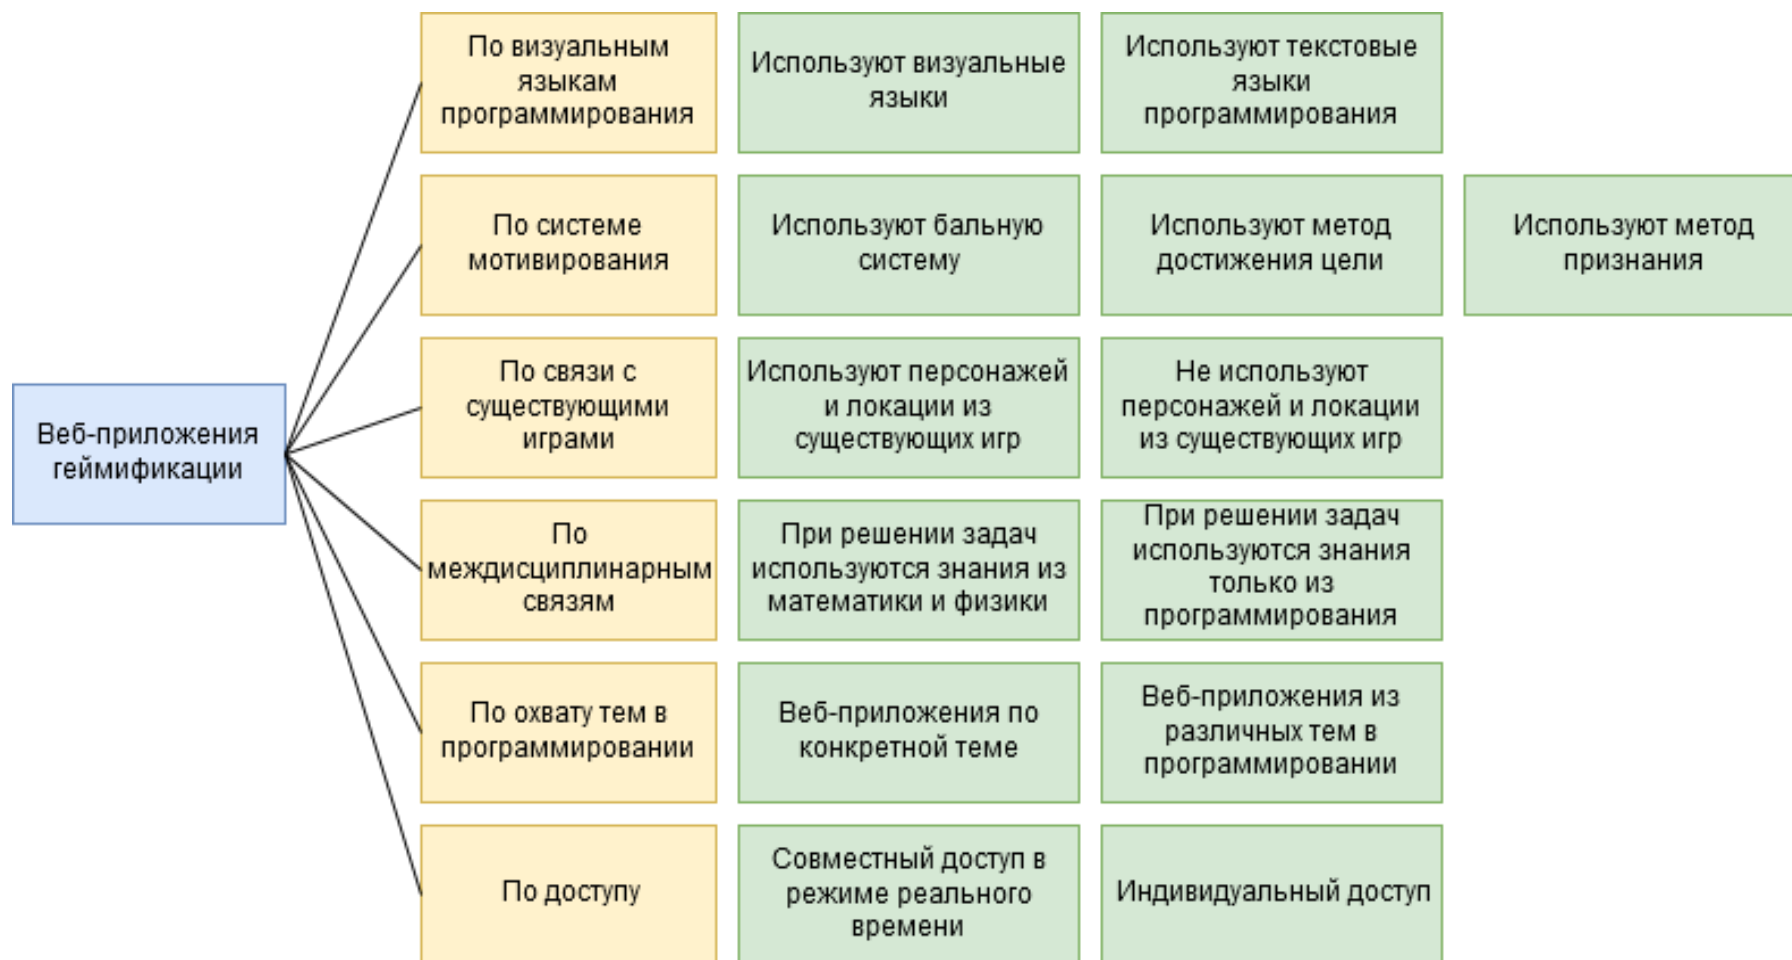 Веб-приложения
геймификации
По визуальным
языкам
программирования
Используют визуальные
языки
Используют текстовые
языки
программирования
По системе
мотивирования
Используют бальную
систему
Используют метод
достижения цели
Используют метод
признания
По связи с
существующими
играми
Используют персонажей
и локации из
существующих игр
Не используют
персонажей и локации
из существующих игр
По
междисциплинарным
связям
При решении задач
используются знания из
математики и физики
При решении задач
используются знания
только из
программирования
По охвату тем в
программировании
Веб-приложения по
конкретной теме
Веб-приложения из
различных тем в
программировании
По доступу
Совместный доступ в
режиме реального
времени
Индивидуальный доступ